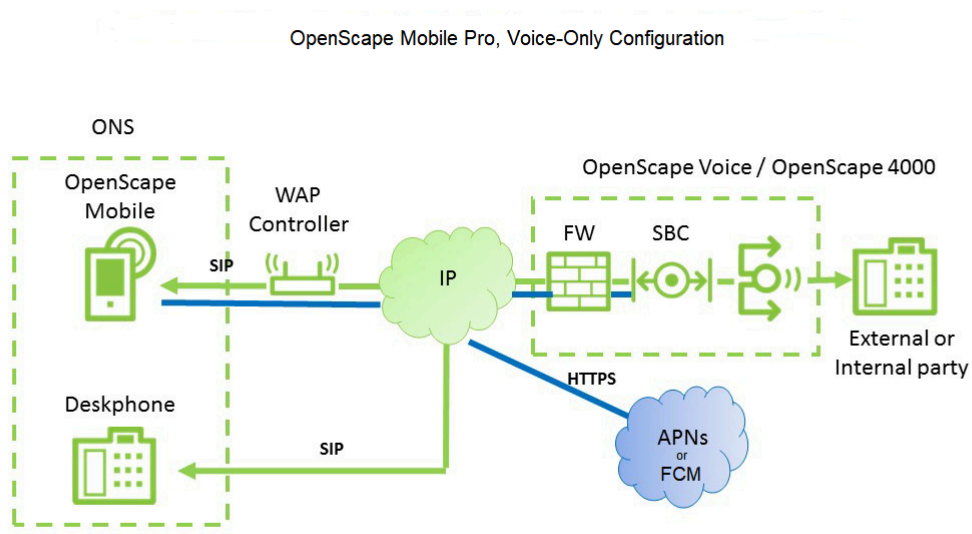 OpenScape Mobile Pro, Voice-Only Configuration
ONS
OpenScape Voice / OpenScape 4000
OpenScape
Mobile
WAP
Controller
FW
SBC
SIP
IP
External or
Internal party
HTTPS
Deskphone
SIP
APNs
or
FCM